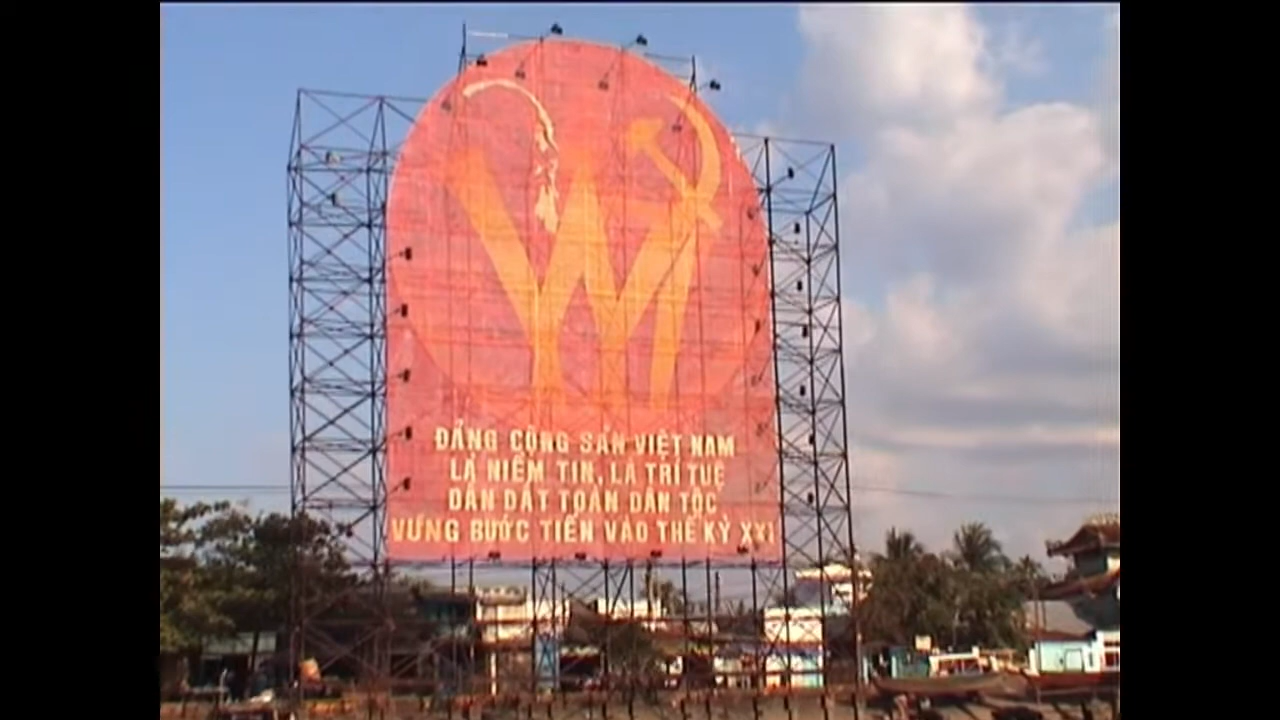 ĐẢNG CỘNG SẢN VIỆT NAM
LÀ NIỀM TIN, LÀ TRÍ TUỆ
DẪN DẮT TOÀN DÂN TỘC
VỮNG BƯỚC TIẾN VÀO THẾ KỶ XXI